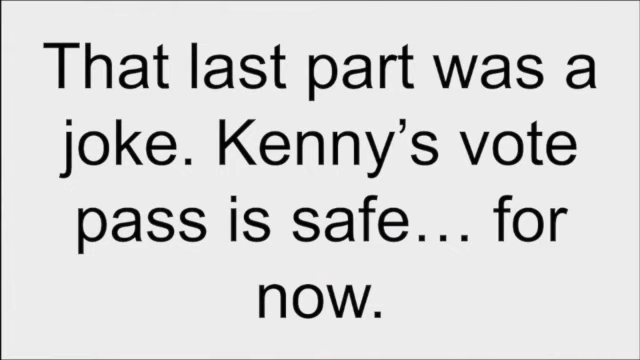 That last part was a
joke. Kenny’s vote
pass is safe… for
now.